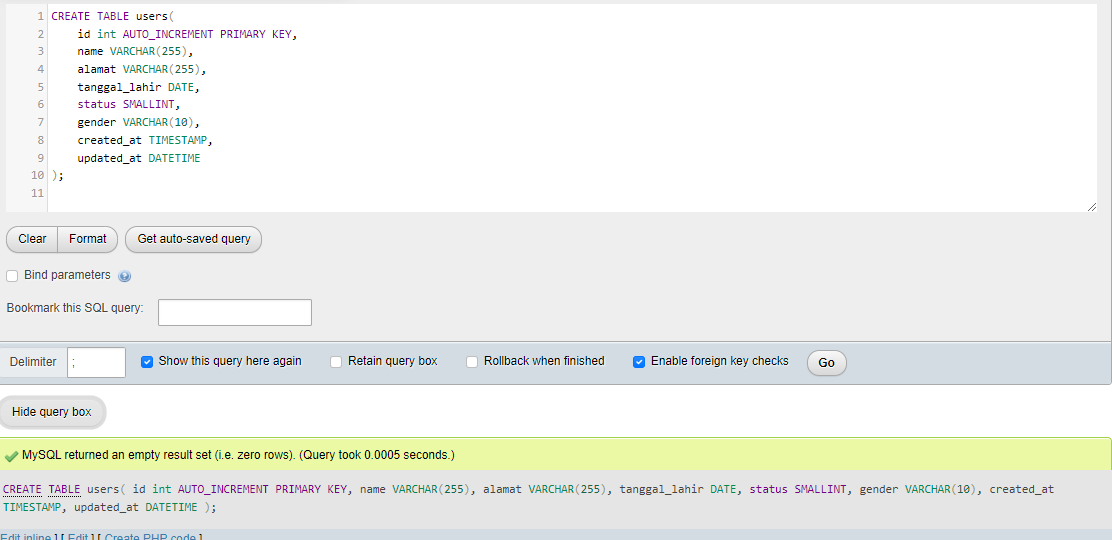 1 CREATE TABLE users(
2 id int AUTO_INCREMENT PRIMARY KEY,
3 name VARCHAR(255),
4 alamat VARCHAR(255),
5 tanggal_lahir DATE,
6 status SMALLINT,
7 gender VARCHAR(10),
8 created_at TIMESTAMP,
9 updated_at DATETIME
10 );
11
Clear Format Get auto-saved query
Bind parameters
Bookmark this SQL query:
Delimiter ; Show this query here again Retain query box Rollback when finished Enable foreign key checks Go
Hide query box
MySQL returned an empty result set (i.e. zero rows). (Query took 0.0005 seconds.)
CREATE TABLE users( id int AUTO_INCREMENT PRIMARY KEY, name VARCHAR(255), alamat VARCHAR(255), tanggal_lahir DATE, status SMALLINT, gender VARCHAR(10), created_at
TIMESTAMP, updated_at DATETIME );
Edit inline ] [ Edit ] [ Create PHP code ]